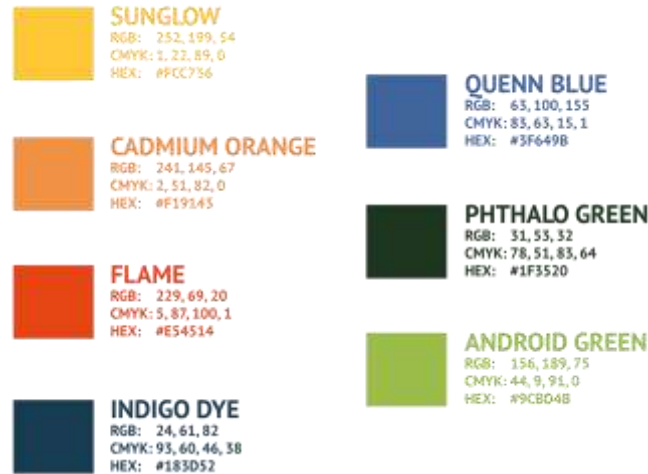 SUNGLOW
RGB: 252, 199, 54
CMYK: 1, 22, 89, 0
HEX: #FCC736
CADMIUM ORANGE
RGB: 241, 145, 67
CMYK: 2, 51, 82, 0
HEX: #F19143
FLAME
RGB: 229, 69, 20
CMYK: 5, 87, 100, 1
HEX: #E54514
INDIGO DYE
RGB: 24, 61, 82
CMYK: 93, 60, 46, 38
HEX: #183D52
QUENN BLUE
RGB: 63, 100, 155
CMYK: 83, 63, 15, 1
HEX: #3F649B
PHTHALO GREEN
RGB: 31, 53, 32
CMYK: 78, 51, 83, 64
HEX: #1F3520
ANDROID GREEN
RGB: 156, 189, 75
CMYK: 44, 9, 91, 0
HEX: #9CBD4B